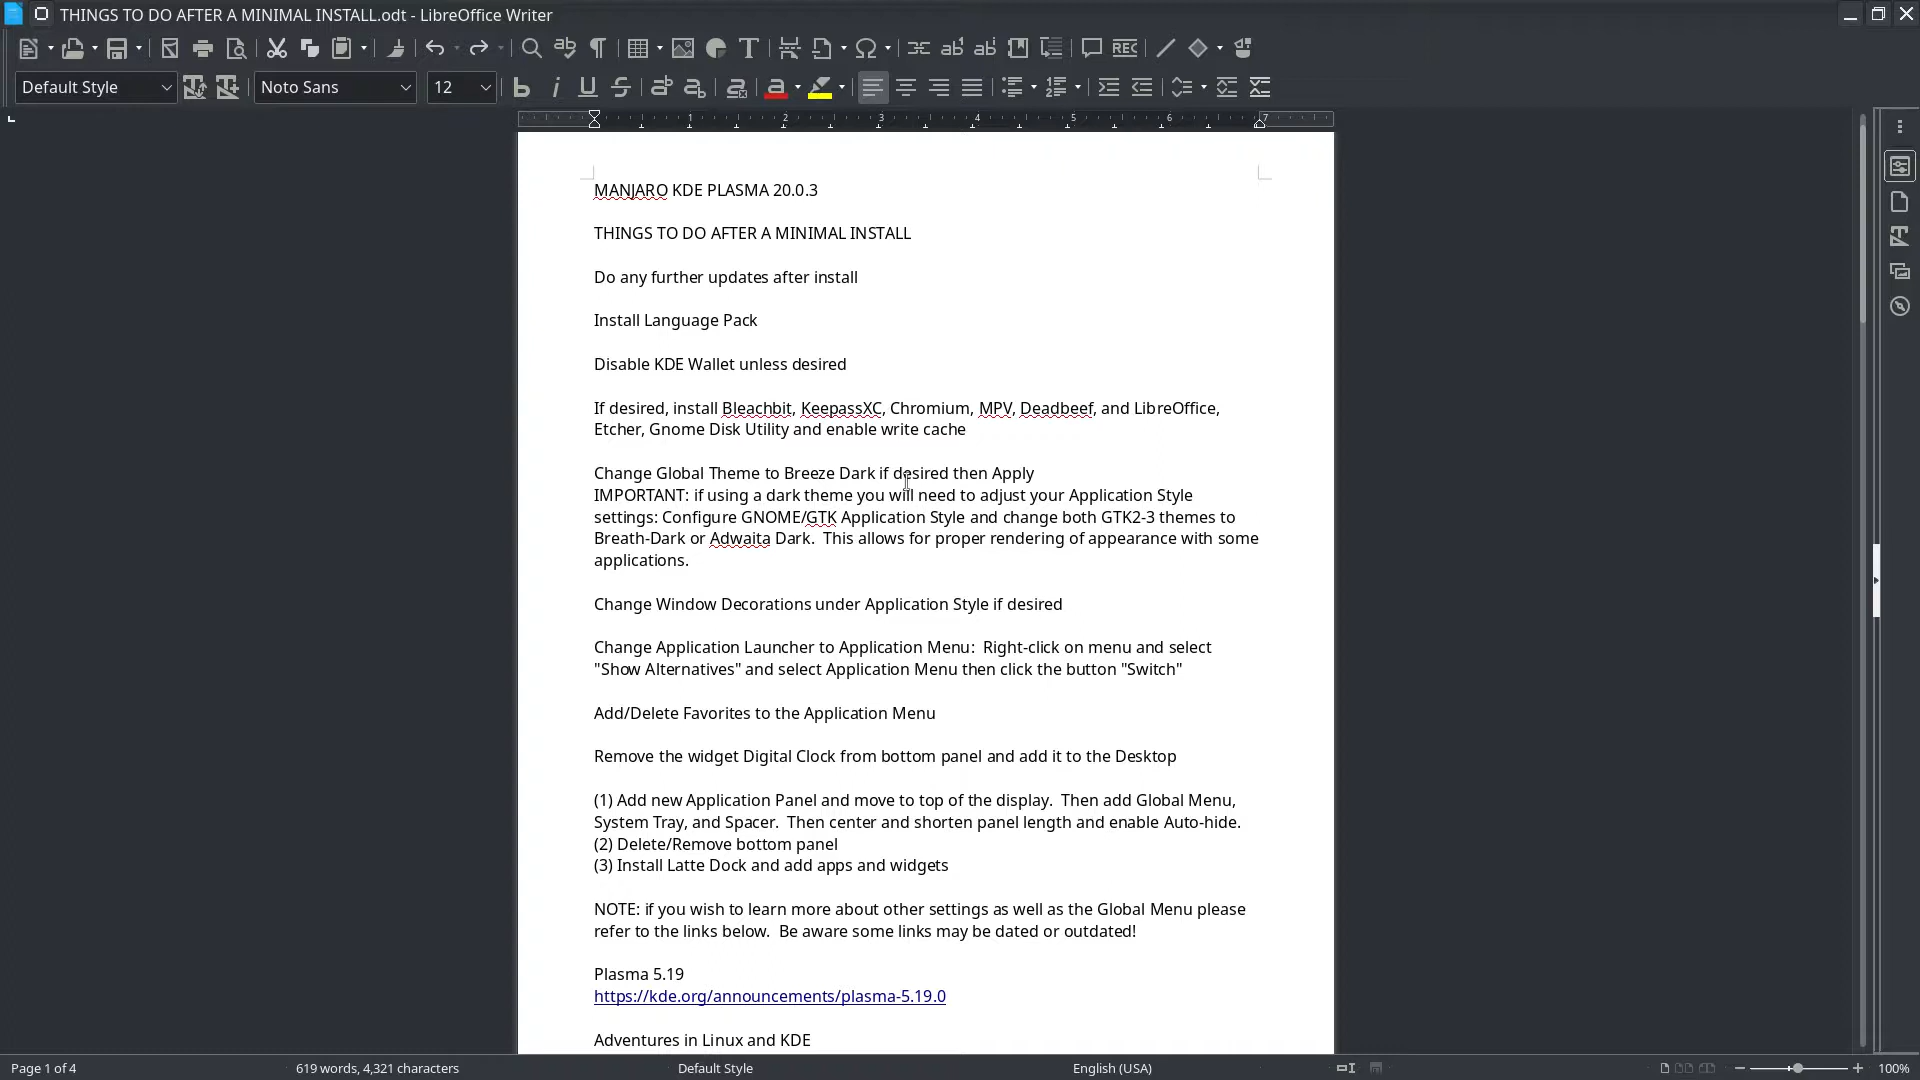 THINGS TO DO AFTER A MINIMAL INSTALL.odt - LibreOffice Writer
Default Style
Noto Sans
12
1 2 3 4 5 6 7
MANJARO KDE PLASMA 20.0.3
THINGS TO DO AFTER A MINIMAL INSTALL
Do any further updates after install
Install Language Pack
Disable KDE Wallet unless desired
If desired, install Bleachbit, KeepassXC, Chromium, MPV, Deadbeef, and LibreOffice,
Etcher, Gnome Disk Utility and enable write cache
Change Global Theme to Breeze Dark if desired then Apply
IMPORTANT: if using a dark theme you will need to adjust your Application Style
settings: Configure GNOME/GTK Application Style and change both GTK2-3 themes to
Breath-Dark or Adwaita Dark.  This allows for proper rendering of appearance with some
applications.
Change Window Decorations under Application Style if desired
Change Application Launcher to Application Menu:  Right-click on menu and select
"Show Alternatives" and select Application Menu then click the button "Switch"
Add/Delete Favorites to the Application Menu
Remove the widget Digital Clock from bottom panel and add it to the Desktop
(1) Add new Application Panel and move to top of the display.  Then add Global Menu,
System Tray, and Spacer.  Then center and shorten panel length and enable Auto-hide.
(2) Delete/Remove bottom panel
(3) Install Latte Dock and add apps and widgets
NOTE: if you wish to learn more about other settings as well as the Global Menu please
refer to the links below.  Be aware some links may be dated or outdated!
Plasma 5.19
https://kde.org/announcements/plasma-5.19.0
Adventures in Linux and KDE
Page 1 of 4
619 words, 4,321 characters
Default Style
English (USA)
100%